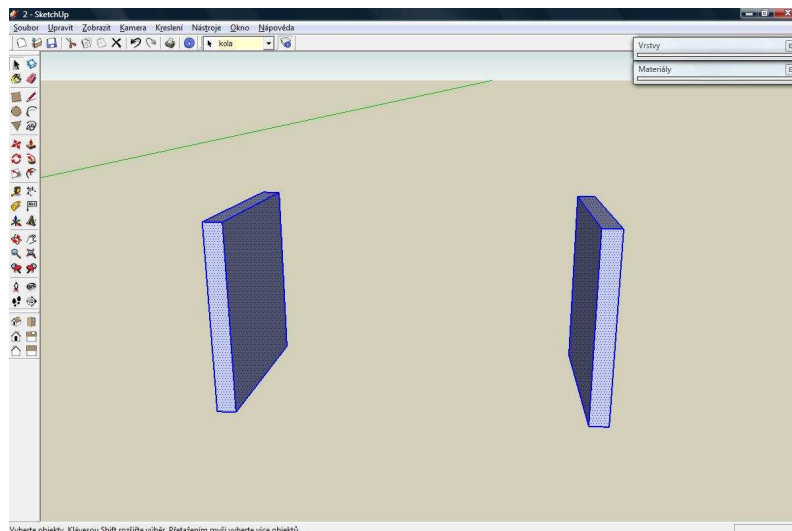 2 - SketchUp
Soubor Upravit Zobrazit Kamera Kreslení Nástroje Okno Nápověda
kola
Vrstvy
Materiály
Vyberte objekty. Klávesou Shift rozšiřte výběr. Přetažením myši vyberte více objektů.